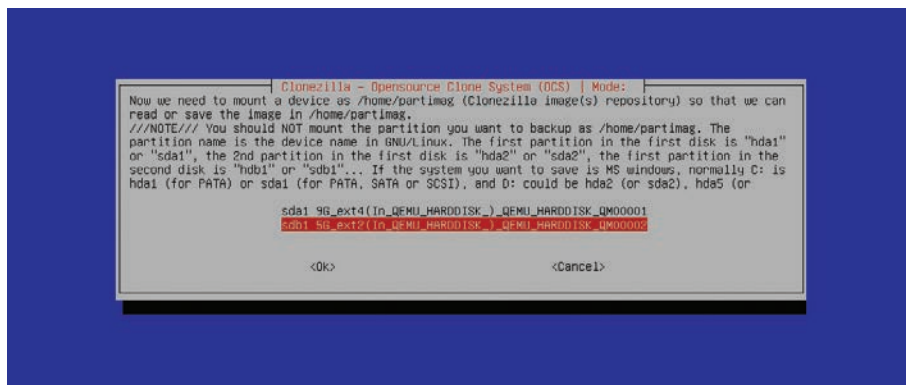 Clonezilla - Opensource Clone System (OCS) | Mode:
Now we need to mount a device as /home/partimag (Clonezilla image(s) repository) so that we can
read or save the image in /home/partimag.
///NOTE/// You should NOT mount the partition you want to backup as /home/partimag. The
partition name is the device name in GNU/Linux. The first partition in the first disk is "hda1"
or "sda1", the 2nd partition in the first disk is "hda2" or "sda2", the first partition in the
second disk is "hdb1" or "sdb1"... If the system you want to save is MS windows, normally C: is
hda1 (for PATA) or sda1 (for PATA, SATA or SCSI), and D: could be hda2 (or sda2), hda5 (or
sda1 9G_ext4(In_QEMU_HARDDISK_)_QEMU_HARDDISK_QM00001
sdb1 5G_ext2(In_QEMU_HARDDISK_)_QEMU_HARDDISK_QM00002
<Ok> <Cancel>